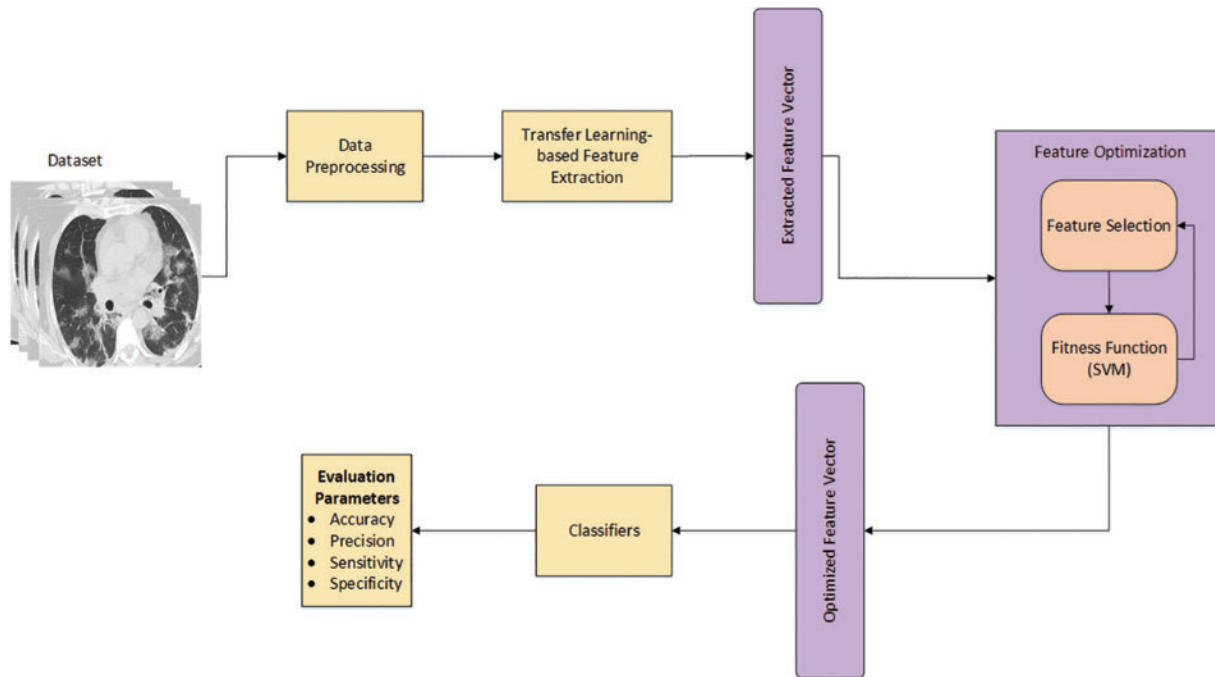 Dataset
Data
Preprocessing
Transfer Learning-
based Feature
Extraction
Extracted Feature Vector
Feature Optimization
Feature Selection
Fitness Function
(SVM)
Optimized Feature Vector
Classifiers
Evaluation
Parameters
• Accuracy
• Precision
• Sensitivity
• Specificity